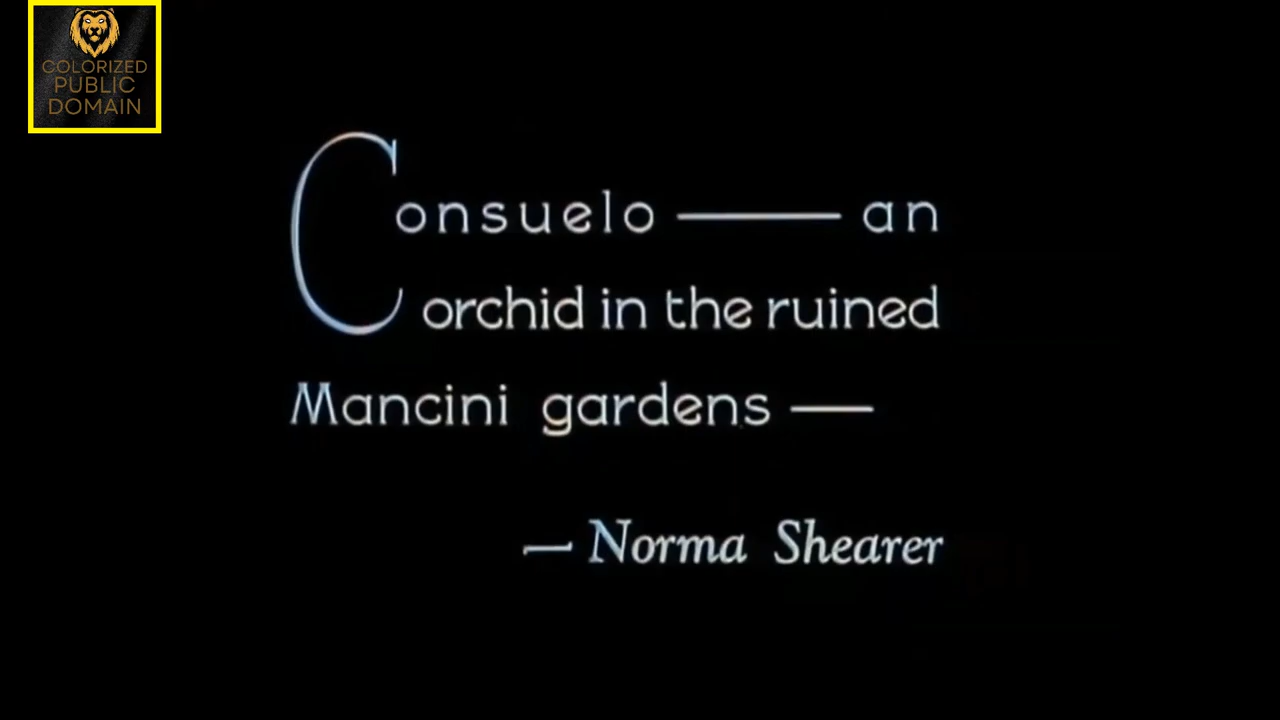 COLORIZED
PUBLIC
DOMAIN
Consuelo — an
orchid in the ruined
Mancini gardens —
— Norma Shearer